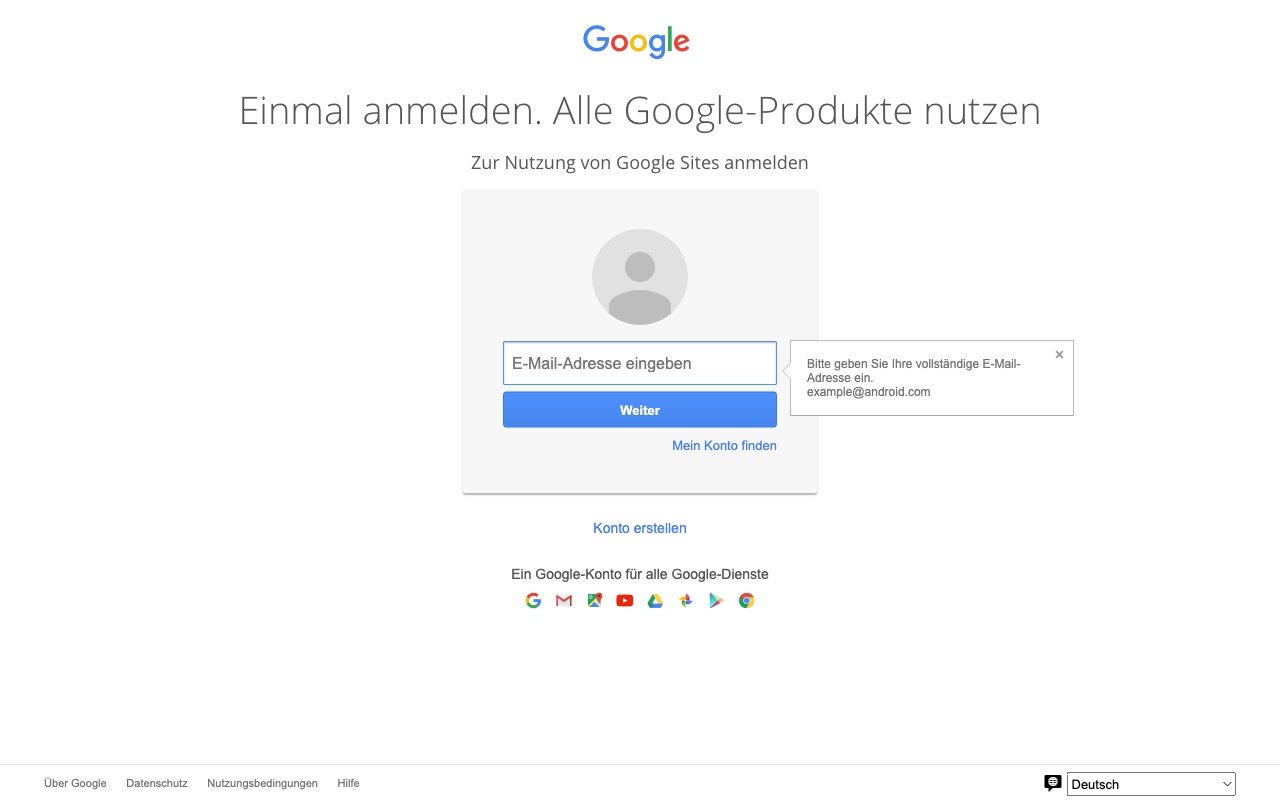 Google
Einmal anmelden. Alle Google-Produkte nutzen
Zur Nutzung von Google Sites anmelden
E-Mail-Adresse eingeben
Bitte geben Sie Ihre vollständige E-Mail-
Adresse ein.
example@android.com
Weiter
Mein Konto finden
Konto erstellen
Ein Google-Konto für alle Google-Dienste
Über Google Datenschutz Nutzungsbedingungen Hilfe
Deutsch